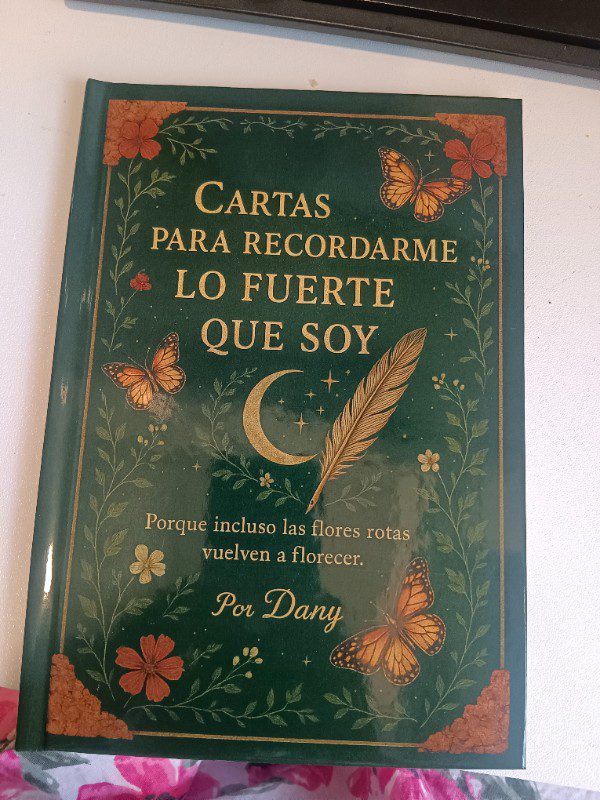 CARTAS
PARA RECORDARME
LO FUERTE
QUE SOY
Porque incluso las flores rotas
vuelven a florecer.
Por Dany